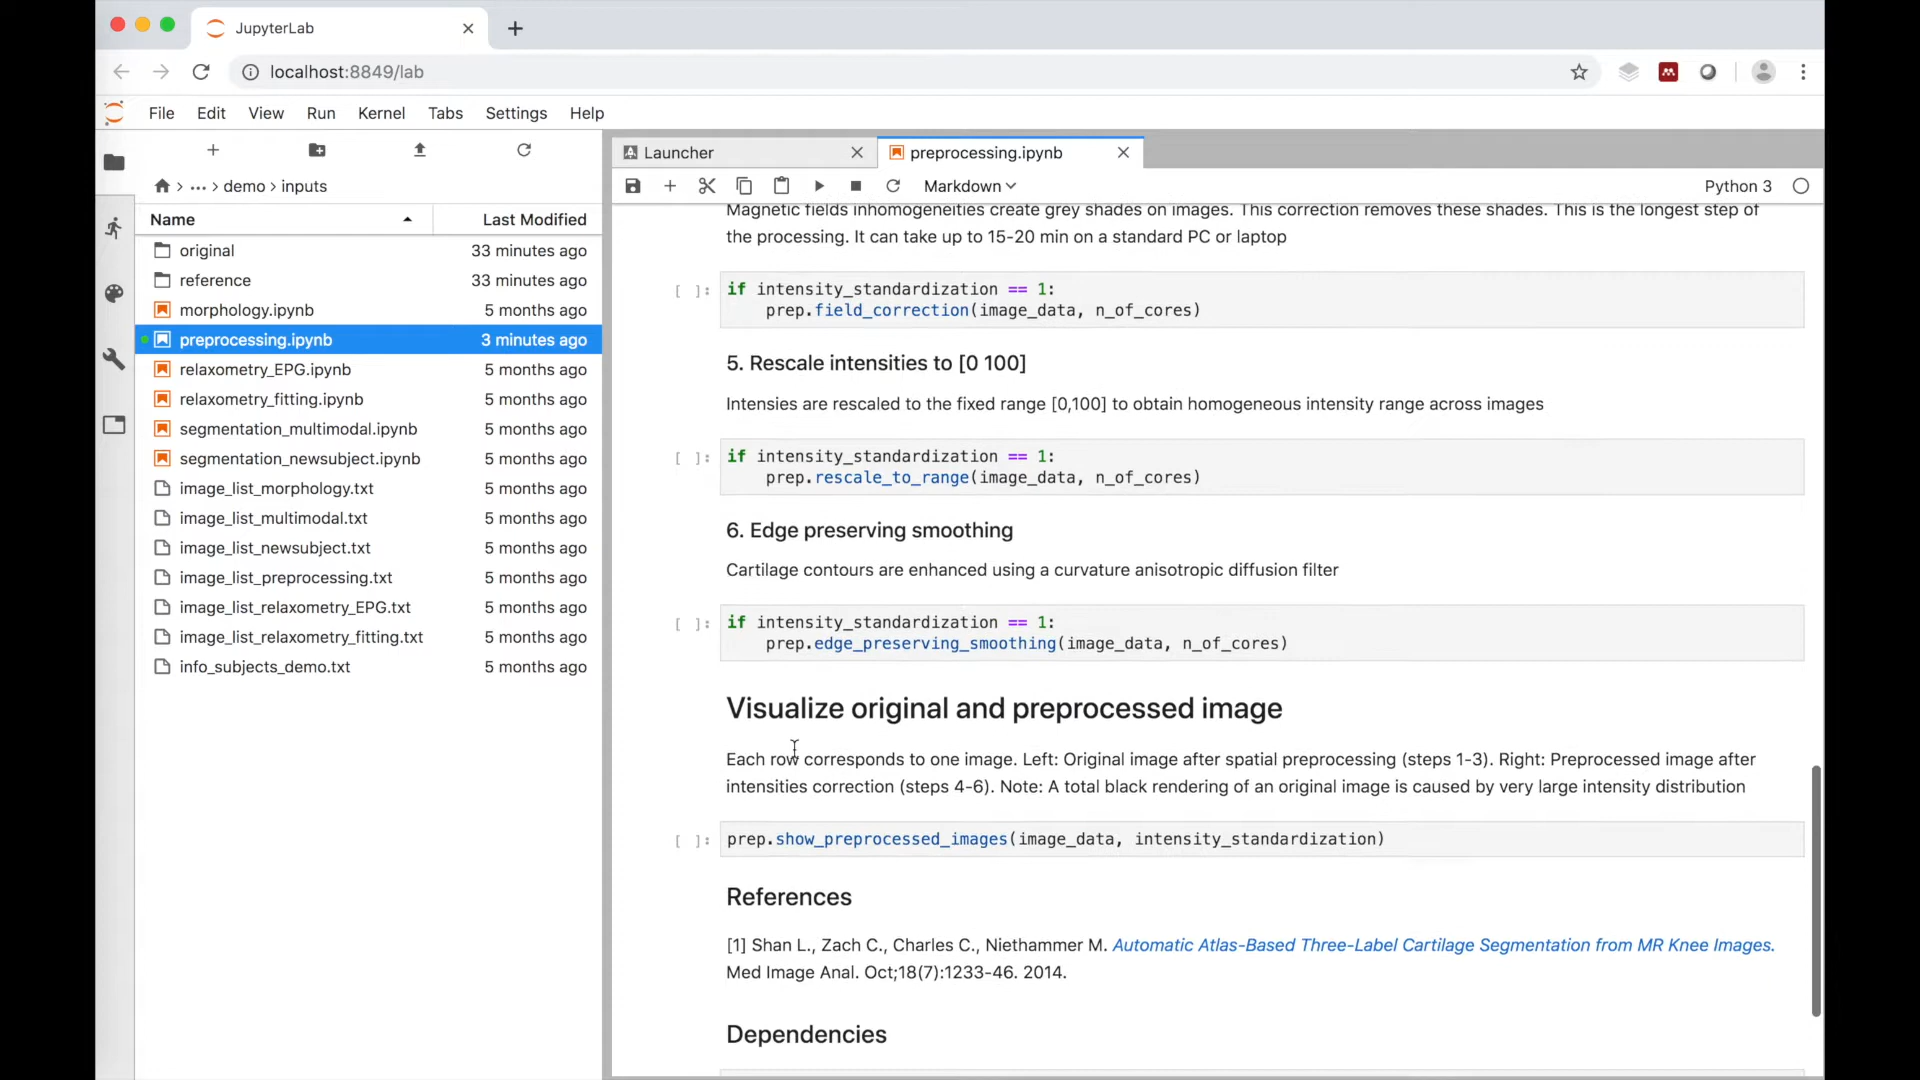 JupyterLab
localhost:8849/lab
File Edit View Run Kernel Tabs Settings Help
… demo inputs
Name Last Modified
original 33 minutes ago
reference 33 minutes ago
morphology.ipynb 5 months ago
preprocessing.ipynb 3 minutes ago
relaxometry_EPG.ipynb 5 months ago
relaxometry_fitting.ipynb 5 months ago
segmentation_multimodal.ipynb 5 months ago
segmentation_newsubject.ipynb 5 months ago
image_list_morphology.txt 5 months ago
image_list_multimodal.txt 5 months ago
image_list_newsubject.txt 5 months ago
image_list_preprocessing.txt 5 months ago
image_list_relaxometry_EPG.txt 5 months ago
image_list_relaxometry_fitting.txt 5 months ago
info_subjects_demo.txt 5 months ago
Launcher
preprocessing.ipynb
Markdown
Python 3
Magnetic fields inhomogeneities create grey shades on images. This correction removes these shades. This is the longest step of
the processing. It can take up to 15-20 min on a standard PC or laptop
[ ]: if intensity_standardization == 1:
prep.field_correction(image_data, n_of_cores)
5. Rescale intensities to [0 100]
Intensies are rescaled to the fixed range [0,100] to obtain homogeneous intensity range across images
[ ]: if intensity_standardization == 1:
prep.rescale_to_range(image_data, n_of_cores)
6. Edge preserving smoothing
Cartilage contours are enhanced using a curvature anisotropic diffusion filter
[ ]: if intensity_standardization == 1:
prep.edge_preserving_smoothing(image_data, n_of_cores)
Visualize original and preprocessed image
Each row corresponds to one image. Left: Original image after spatial preprocessing (steps 1-3). Right: Preprocessed image after
intensities correction (steps 4-6). Note: A total black rendering of an original image is caused by very large intensity distribution
[ ]: prep.show_preprocessed_images(image_data, intensity_standardization)
References
[1] Shan L., Zach C., Charles C., Niethammer M. Automatic Atlas-Based Three-Label Cartilage Segmentation from MR Knee Images.
Med Image Anal. Oct;18(7):1233-46. 2014.
Dependencies